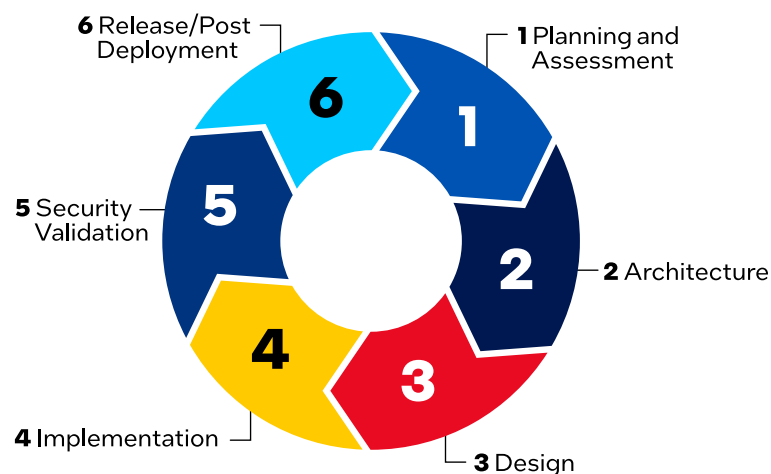 6 Release/Post
Deployment
1 Planning and
Assessment
6
1
5
2
5 Security
Validation
2 Architecture
4
3
4 Implementation
3 Design